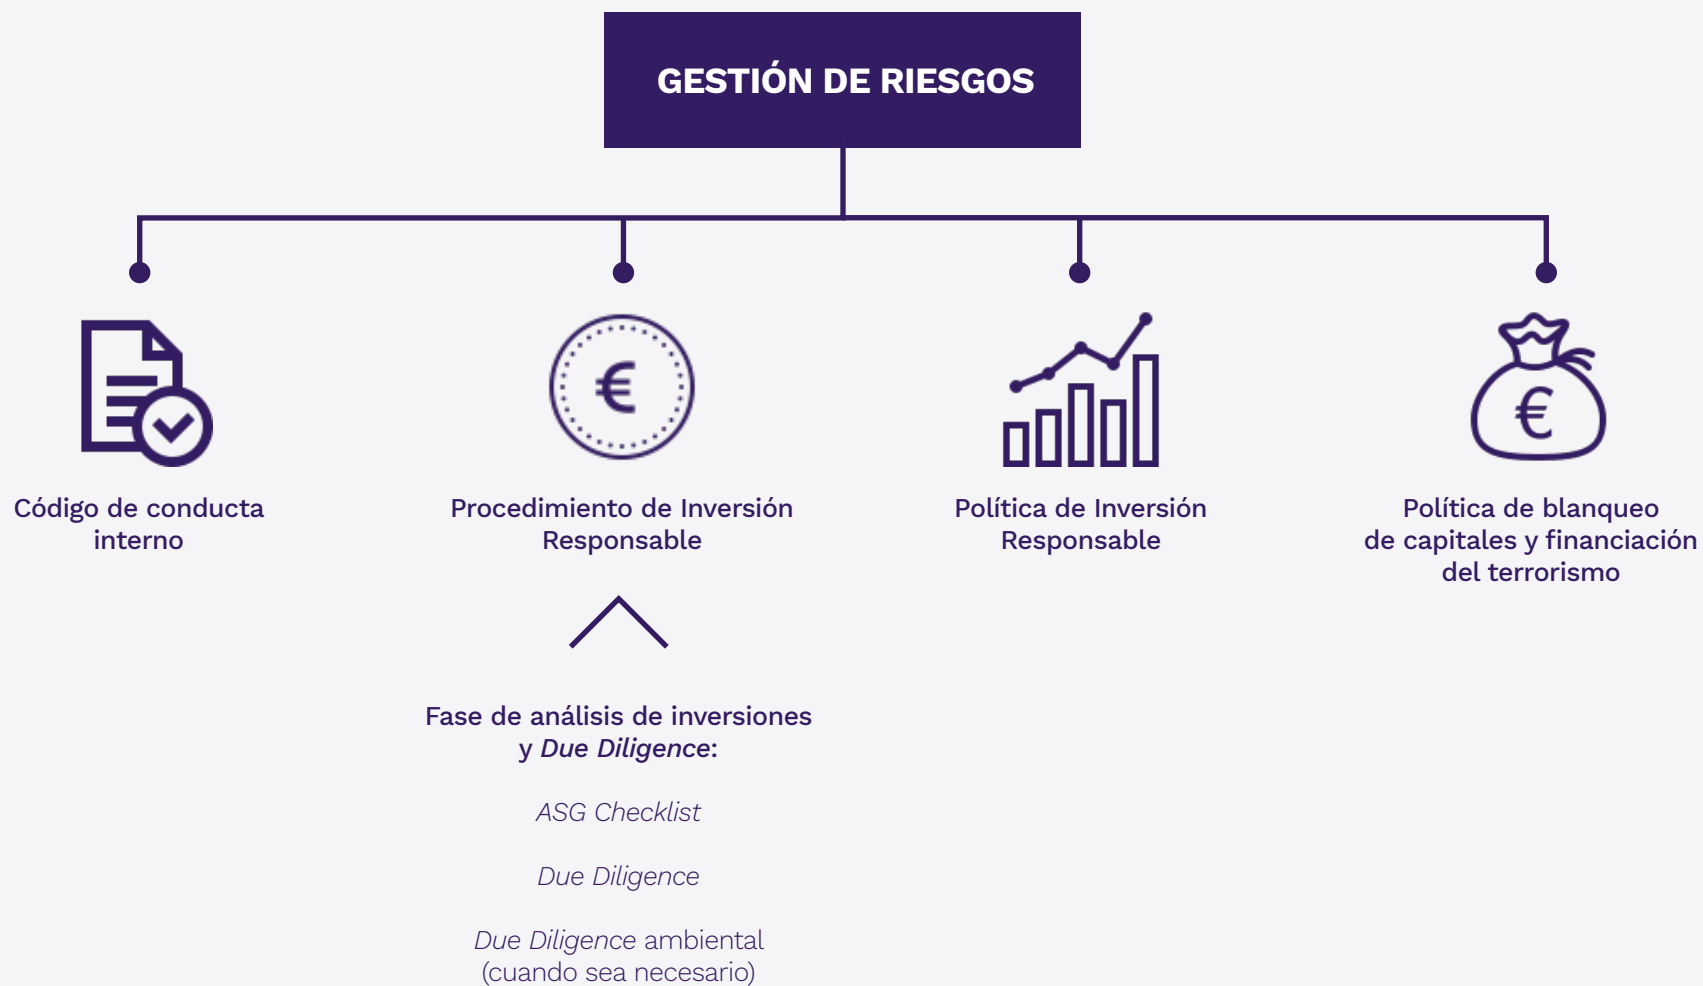 GESTIÓN DE RIESGOS
Código de conducta
interno
Procedimiento de Inversión
Responsable
Política de Inversión
Responsable
Política de blanqueo
de capitales y financiación
del terrorismo
Fase de análisis de inversiones
y Due Diligence:
ASG Checklist
Due Diligence
Due Diligence ambiental
(cuando sea necesario)